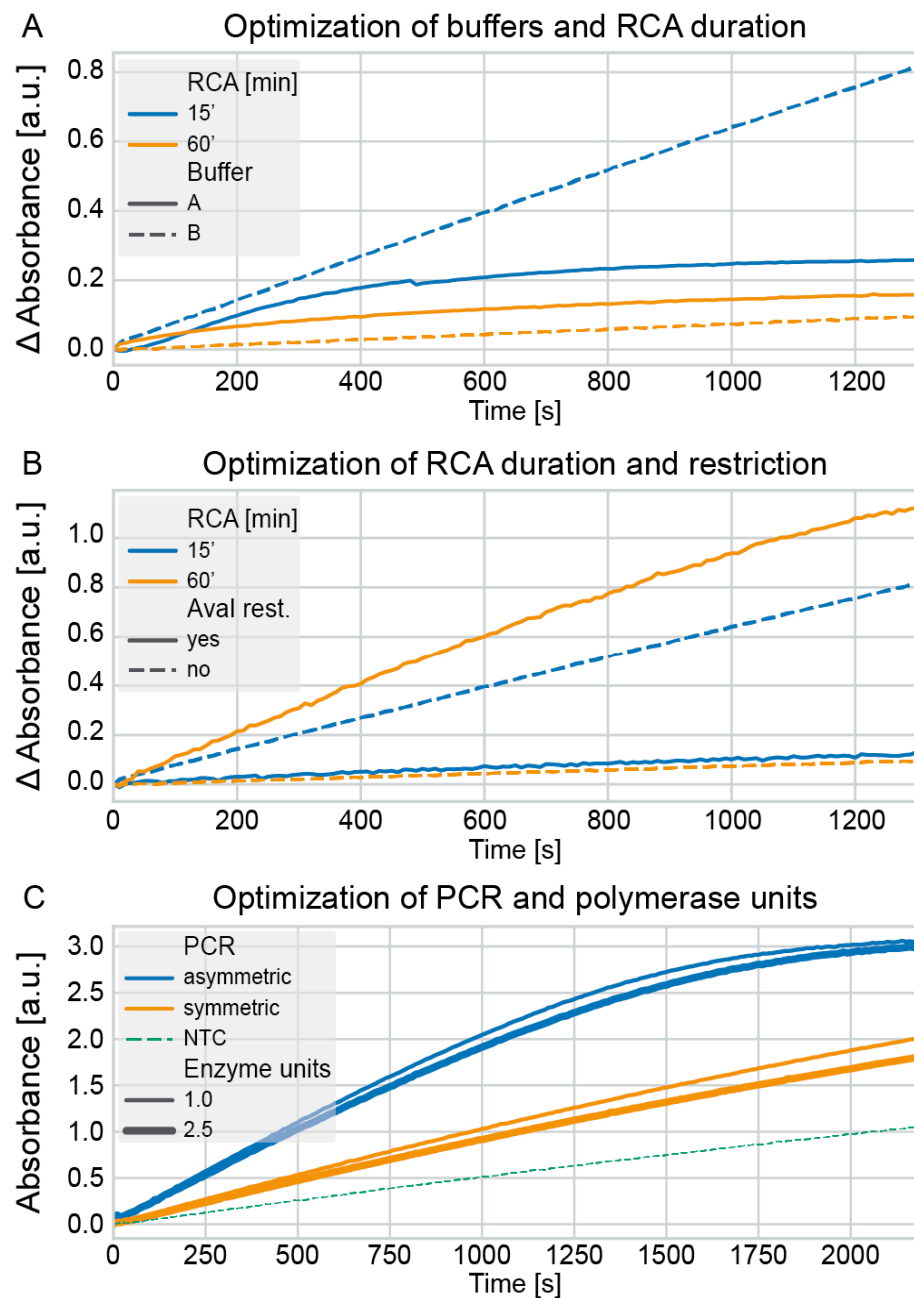 A Optimization of buffers and RCA duration
Δ Absorbance [a.u.]
0.8
0.6
0.4
0.2
0.0
RCA [min]
15'
60'
Buffer
A
B
0 200 400 600 800 1000 1200
Time [s]
B Optimization of RCA duration and restriction
Δ Absorbance [a.u.]
1.0
0.8
0.6
0.4
0.2
0.0
RCA [min]
15'
60'
AvaI rest.
yes
no
0 200 400 600 800 1000 1200
Time [s]
C Optimization of PCR and polymerase units
Absorbance [a.u.]
3.0
2.5
2.0
1.5
1.0
0.5
0.0
PCR
asymmetric
symmetric
NTC
Enzyme units
1.0
2.5
0 250 500 750 1000 1250 1500 1750 2000
Time [s]